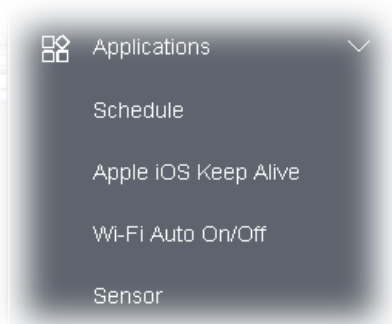 Applications
Schedule
Apple iOS Keep Alive
Wi-Fi Auto On/Off
Sensor